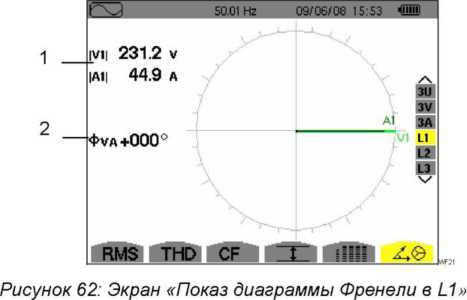 50.01 Hz 09/06/08 15:53
1
|V1| 231.2 V
|A1| 44.9 A
2
ΦVA+000°
A1
V1
3U
3V
3A
L1
L2
L3
RMS THD CF
WF21
Рисунок 62: Экран «Показ диаграммы Френели в L1»